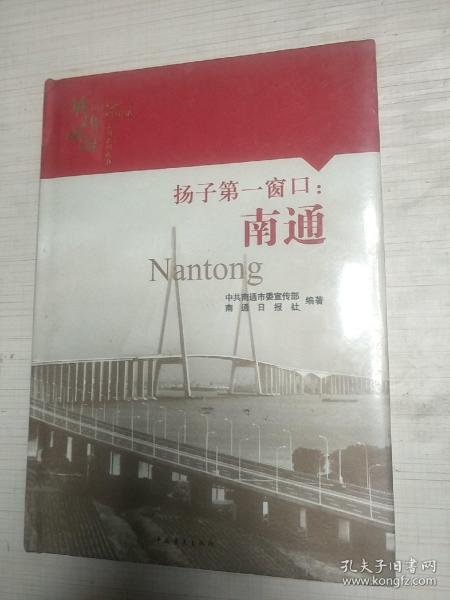 扬子第一窗口:
南通
Nantong
中共南通市委宣传部
南通日报社
编著
孔夫子旧书网
www.kongfz.com